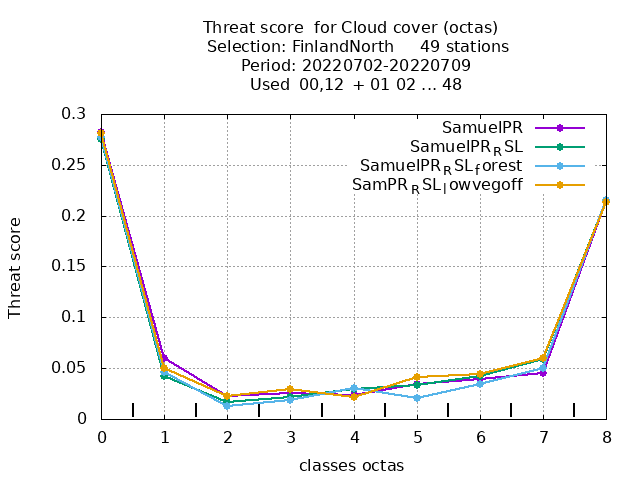 Threat score  for Cloud cover (octas)
Selection: FinlandNorth     49 stations
Period: 20220702-20220709
Used  00,12  + 01 02 ... 48
SamuelPR
SamuelPR_RSL
SamuelPR_RSL_forest
SamPR_RSL_lowvegoff
Threat score
0.3
0.25
0.2
0.15
0.1
0.05
0
0 1 2 3 4 5 6 7 8
classes octas